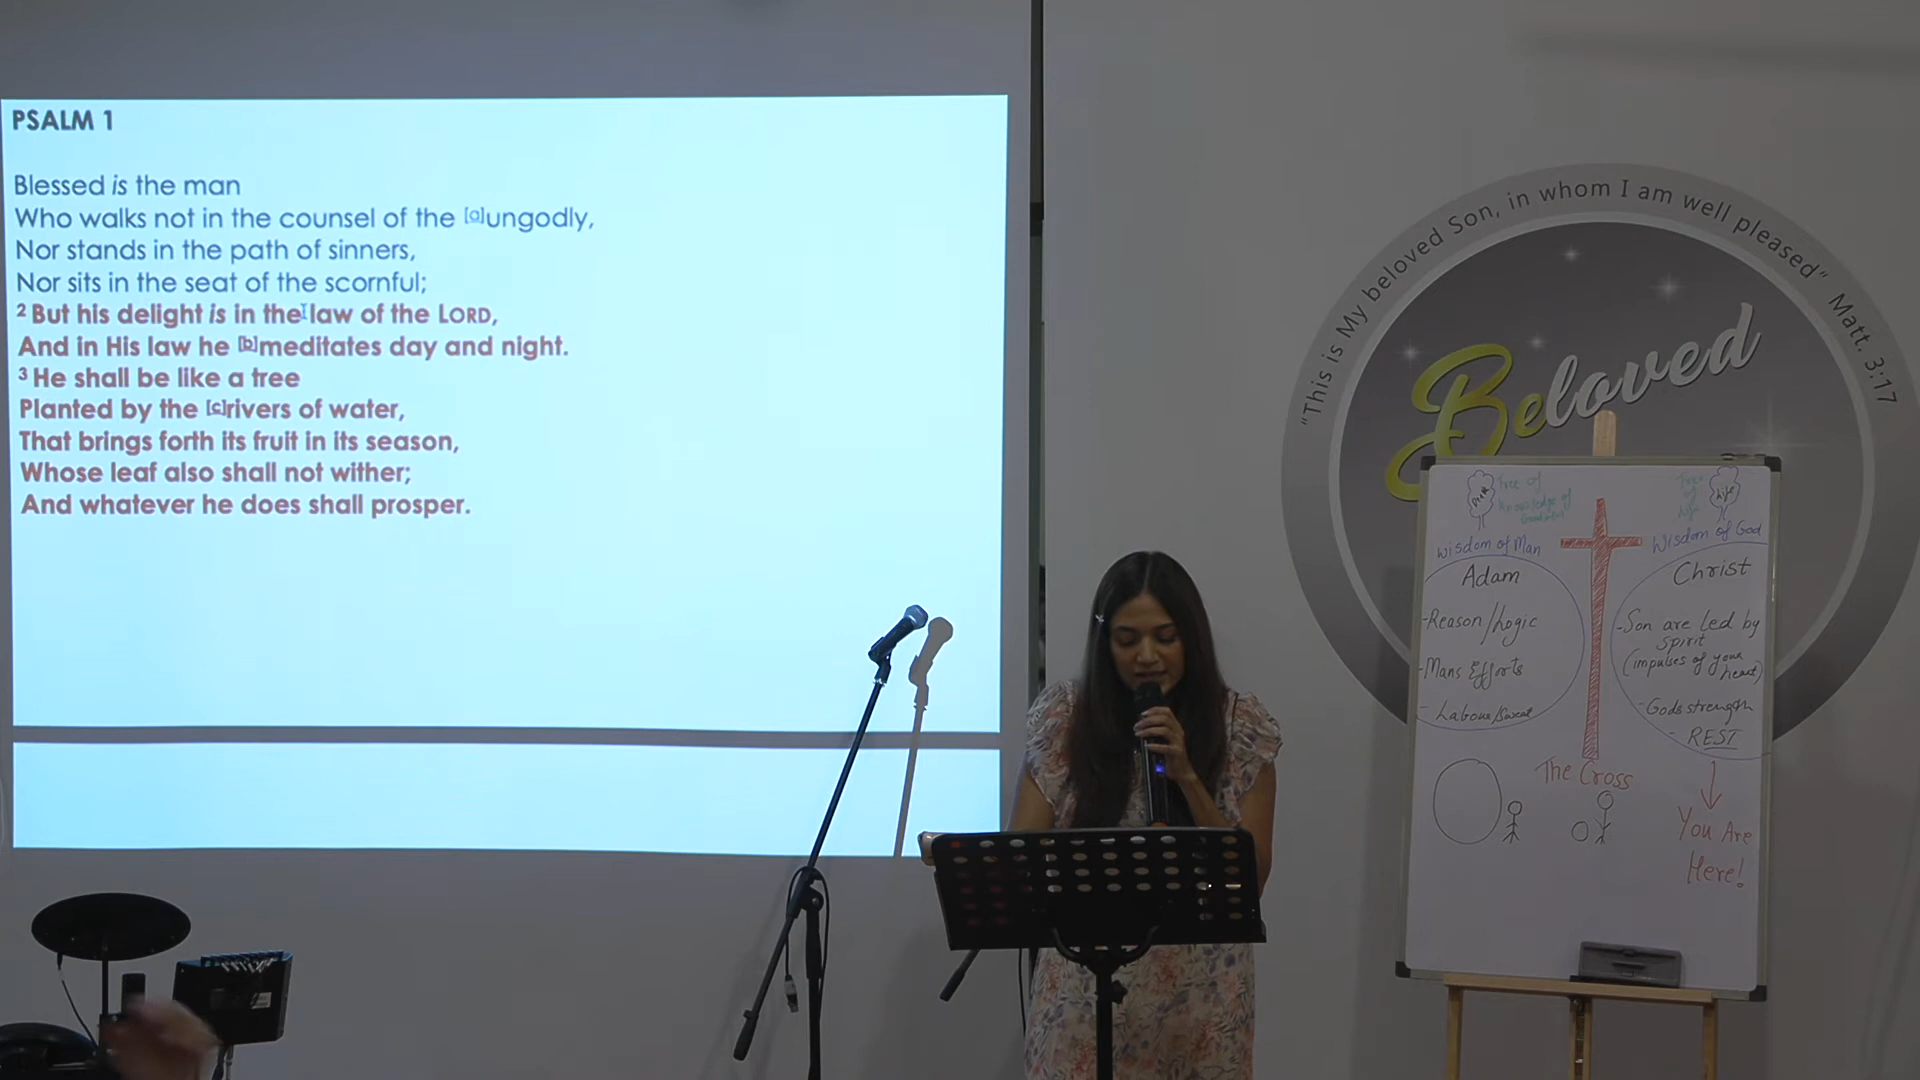 PSALM 1
Blessed is the man
Who walks not in the counsel of the [a]ungodly,
Nor stands in the path of sinners,
Nor sits in the seat of the scornful;
2 But his delight is in the law of the LORD,
And in His law he [b]meditates day and night.
3 He shall be like a tree
Planted by the [c]rivers of water,
That brings forth its fruit in its season,
Whose leaf also shall not wither;
And whatever he does shall prosper.
"This is My beloved Son, in whom I am well pleased" Matt. 3:17
Beloved
Tree of
Knowledge of
Tree
of
life
life
Wisdom of Man
Adam
-Reason/Logic
-Mans Efforts
- Labour/Sweat
The Cross
Wisdom of God
Christ
-Son are led by
spirit
(impulses of your
heart)
-Gods strength
- REST
You Are
Here!